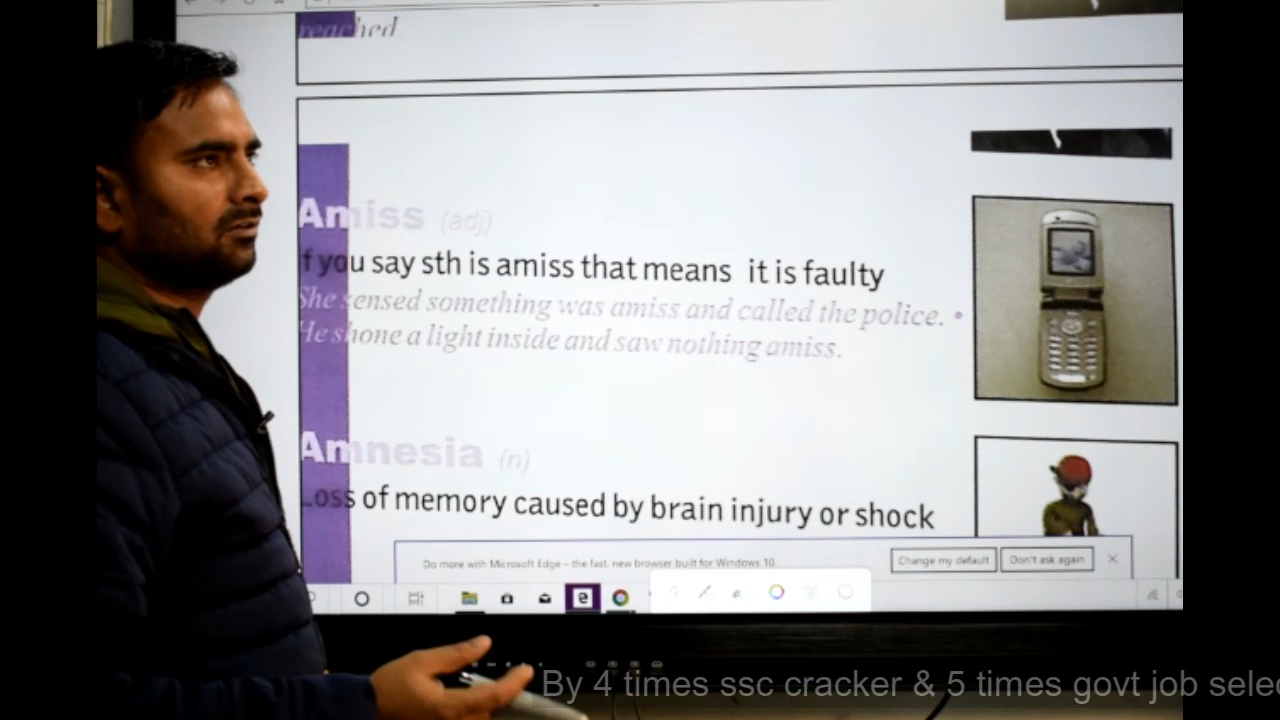 reached
Amiss (adj)
If you say sth is amiss that means it is faulty
She sensed something was amiss and called the police. •
He shone a light inside and saw nothing amiss.
Amnesia (n)
Loss of memory caused by brain injury or shock
Do more with Microsoft Edge – the fast, new browser built for Windows 10.
Change my default
Don't ask again
By 4 times ssc cracker & 5 times govt job selec